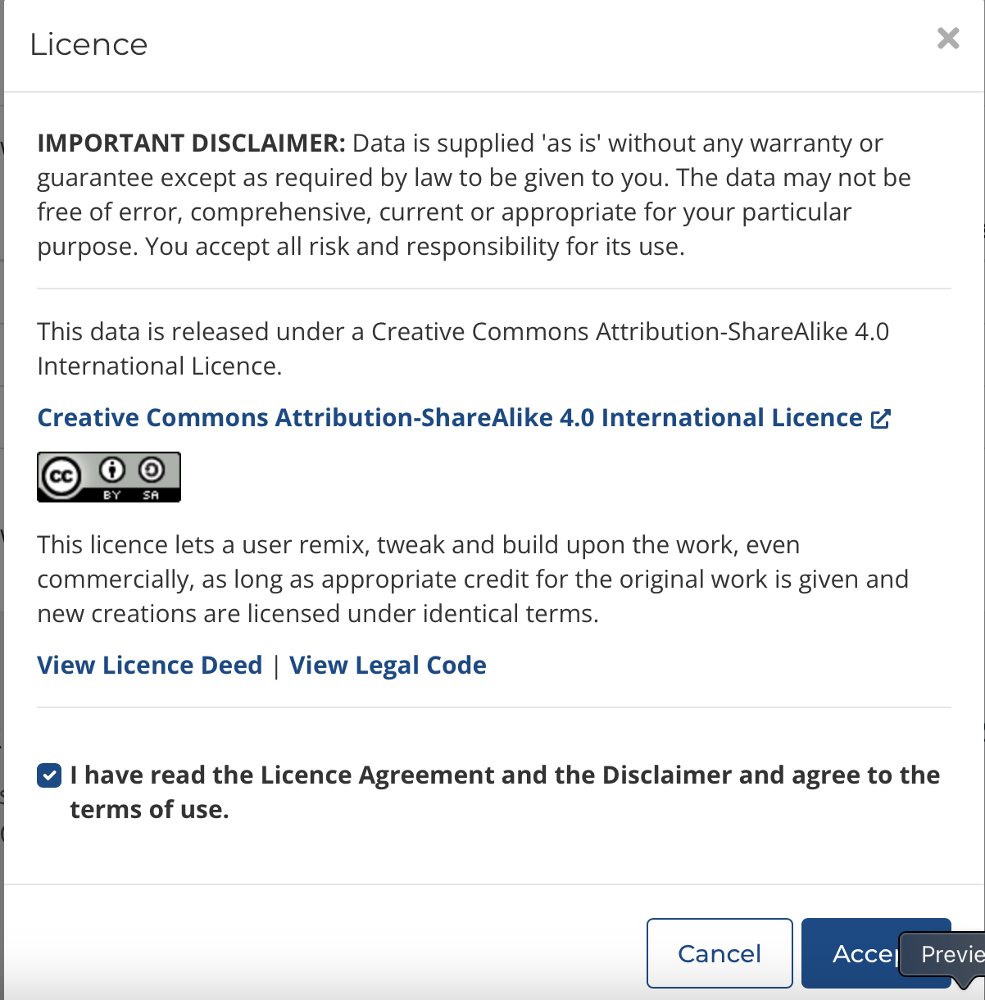 Licence
IMPORTANT DISCLAIMER: Data is supplied 'as is' without any warranty or
guarantee except as required by law to be given to you. The data may not be
free of error, comprehensive, current or appropriate for your particular
purpose. You accept all risk and responsibility for its use.
This data is released under a Creative Commons Attribution-ShareAlike 4.0
International Licence.
Creative Commons Attribution-ShareAlike 4.0 International Licence
cc BY SA
This licence lets a user remix, tweak and build upon the work, even
commercially, as long as appropriate credit for the original work is given and
new creations are licensed under identical terms.
View Licence Deed | View Legal Code
I have read the Licence Agreement and the Disclaimer and agree to the
terms of use.
Cancel